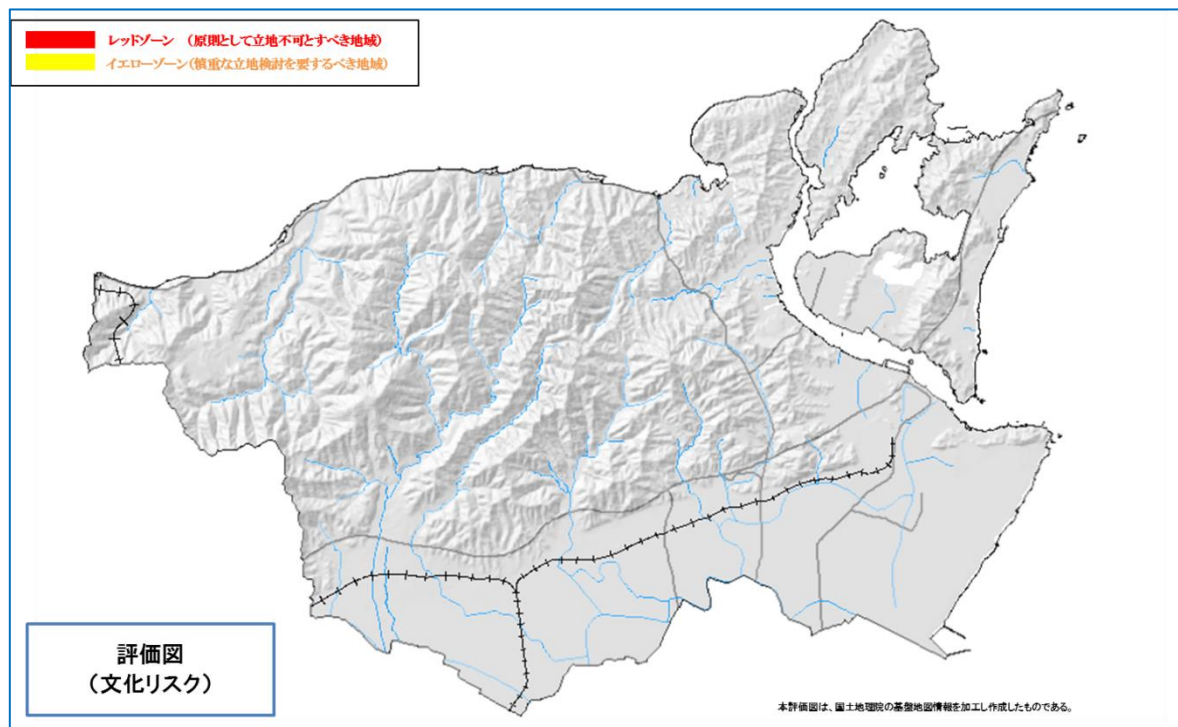 レッドゾーン （原則として立地不可とすべき地域）
イエローゾーン（慎重な立地検討を要するべき地域）
評価図
（文化リスク）
本評価図は、国土地理院の基盤地図情報を加工し作成したものである。